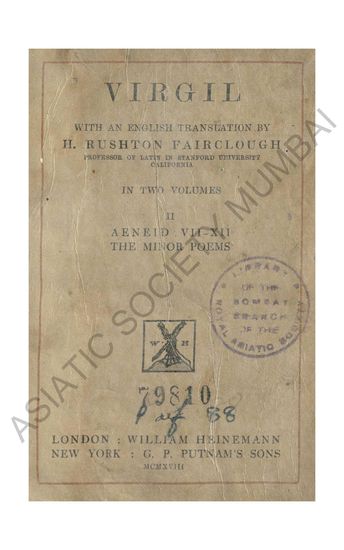 VIRGIL
WITH AN ENGLISH TRANSLATION BY
H. RUSHTON FAIRCLOUGH
PROFESSOR OF LATIN IN STANFORD UNIVERSITY
CALIFORNIA
IN TWO VOLUMES
II
AENEID VII–XII
THE MINOR POEMS
LIBRARY
OF THE
BOMBAY
BRANCH
OF THE
ROYAL ASIATIC SOCIETY
W H
79810
88
LONDON : WILLIAM HEINEMANN
NEW YORK : G. P. PUTNAM'S SONS
MCMXVIII
ASIATIC SOCIETY MUMBAI